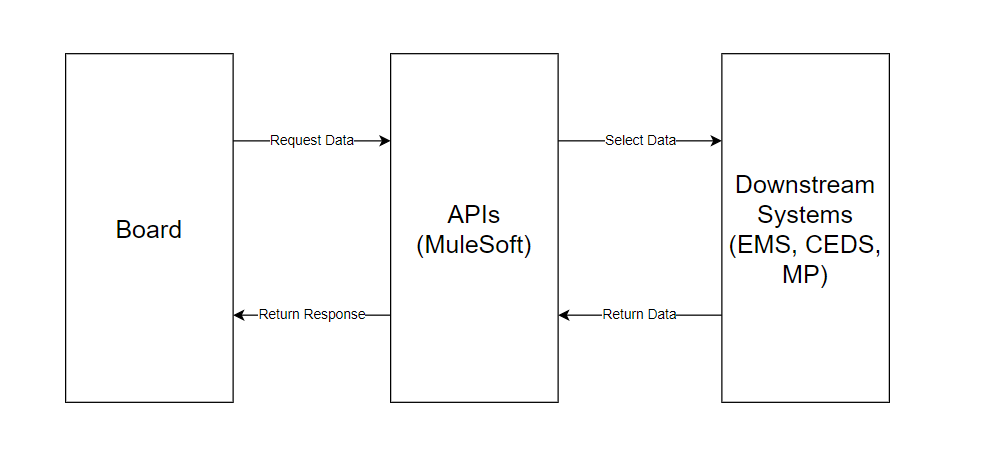 Request Data
Select Data
Board
APIs
(MuleSoft)
Downstream
Systems
(EMS, CEDS,
MP)
Return Response
Return Data